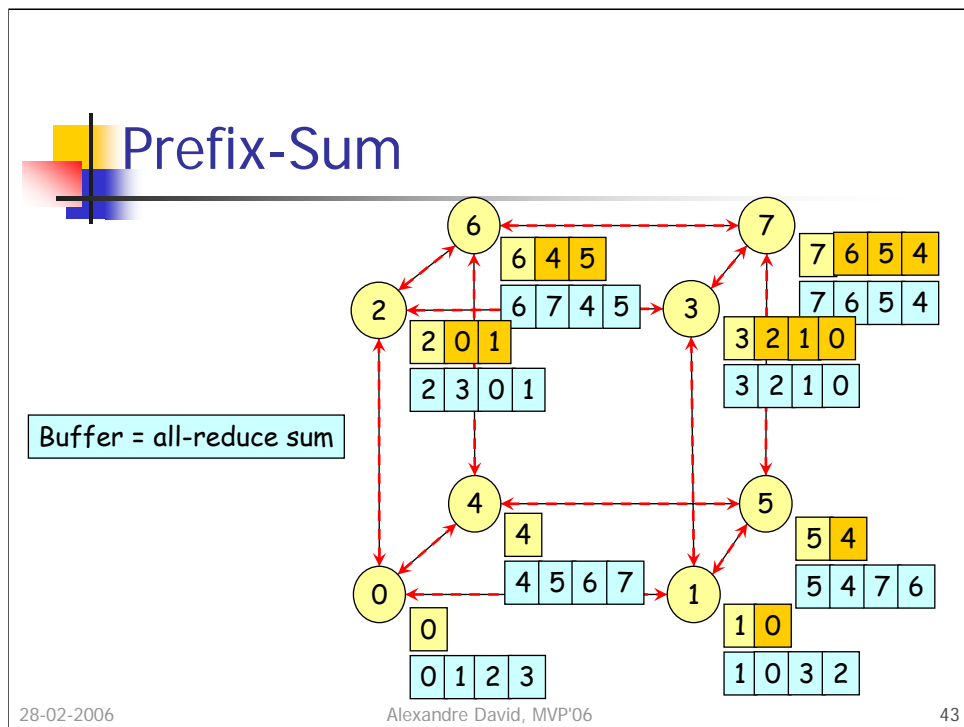 Prefix-Sum
6
7
6 4 5
7 6 5 4
6 7 4 5
7 6 5 4
2
3
2 0 1
3 2 1 0
2 3 0 1
3 2 1 0
Buffer = all-reduce sum
4
5
4
5 4
4 5 6 7
5 4 7 6
0
1
0
1 0
0 1 2 3
1 0 3 2
28-02-2006
Alexandre David, MVP'06
43